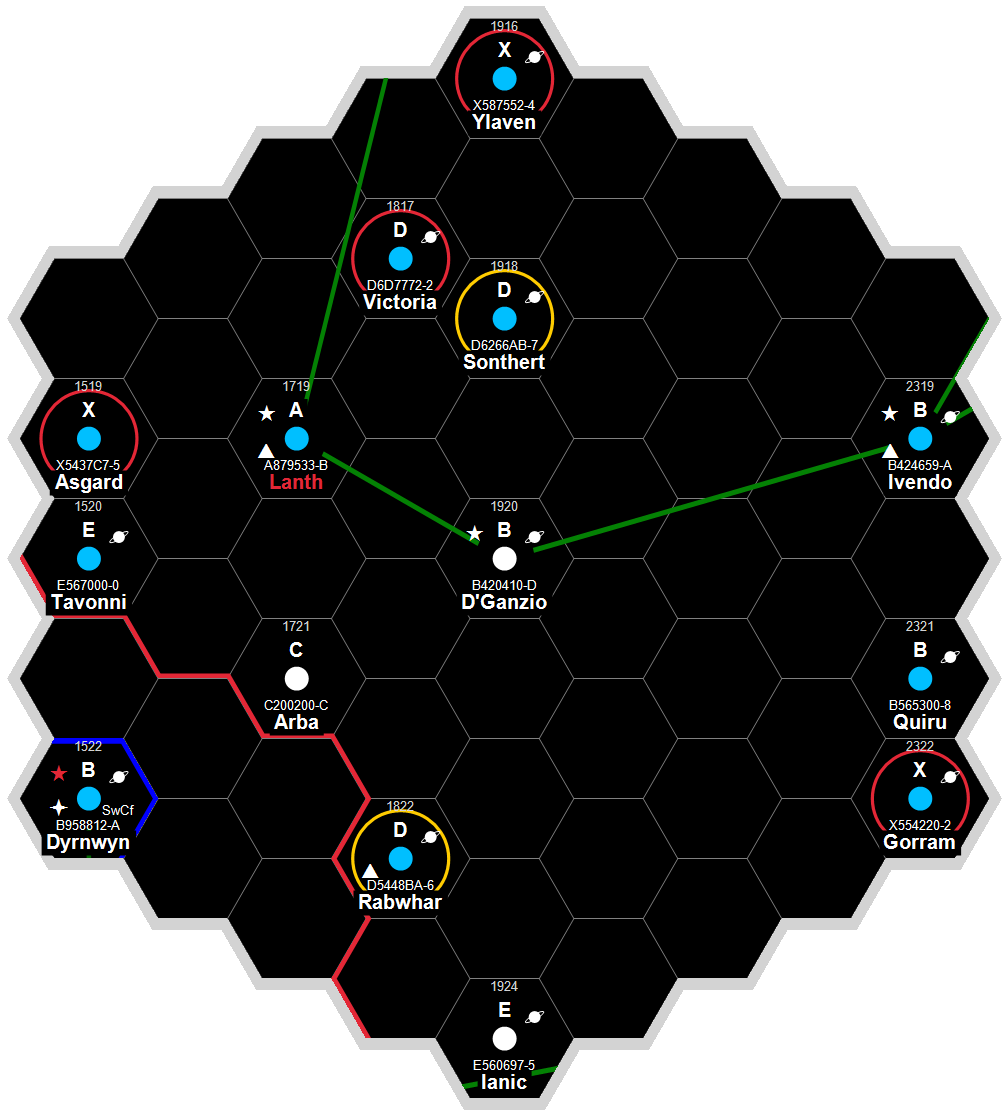 1916
X
X587552-4
Ylaven
1817
D
D6D7772-2
Victoria
1918
D
D6266AB-7
Sonthert
1519
X
X5437C7-5
Asgard
1719
A
A879533-B
Lanth
2319
B
B424659-A
Ivendo
1520
E
E567000-0
Tavonni
1920
B
B420410-D
D'Ganzio
1721
C
C200200-C
Arba
2321
B
B565300-8
Quiru
1522
B
SwCf
B958812-A
Dyrnwyn
2322
X
X554220-2
Gorram
1822
D
D5448BA-6
Rabwhar
1924
E
E560697-5
Ianic